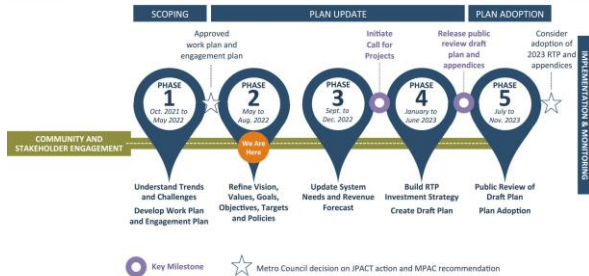 SCOPING
PLAN UPDATE
PLAN ADOPTION
Approved
work plan and
engagement plan
Initiate
Call for
Projects
Release public
review draft
plan and
appendices
Consider
adoption of
2023 RTP and
appendices
PHASE
1
Oct. 2021 to
May 2022
PHASE
2
May to
Aug. 2022
PHASE
3
Sept. to
Dec. 2022
PHASE
4
January to
June 2023
PHASE
5
July to
Nov. 2023
IMPLEMENTATION & MONITORING
COMMUNITY AND
STAKEHOLDER ENGAGEMENT
We Are
Here
Understand Trends
and Challenges
Develop Work Plan
and Engagement Plan
Refine Vision,
Values, Goals,
Objectives, Targets
and Policies
Update System
Needs and Revenue
Forecast
Build RTP
Investment Strategy
Create Draft Plan
Public Review of
Draft Plan
Plan Adoption
Key Milestone
Metro Council decision on JPACT action and MPAC recommendation